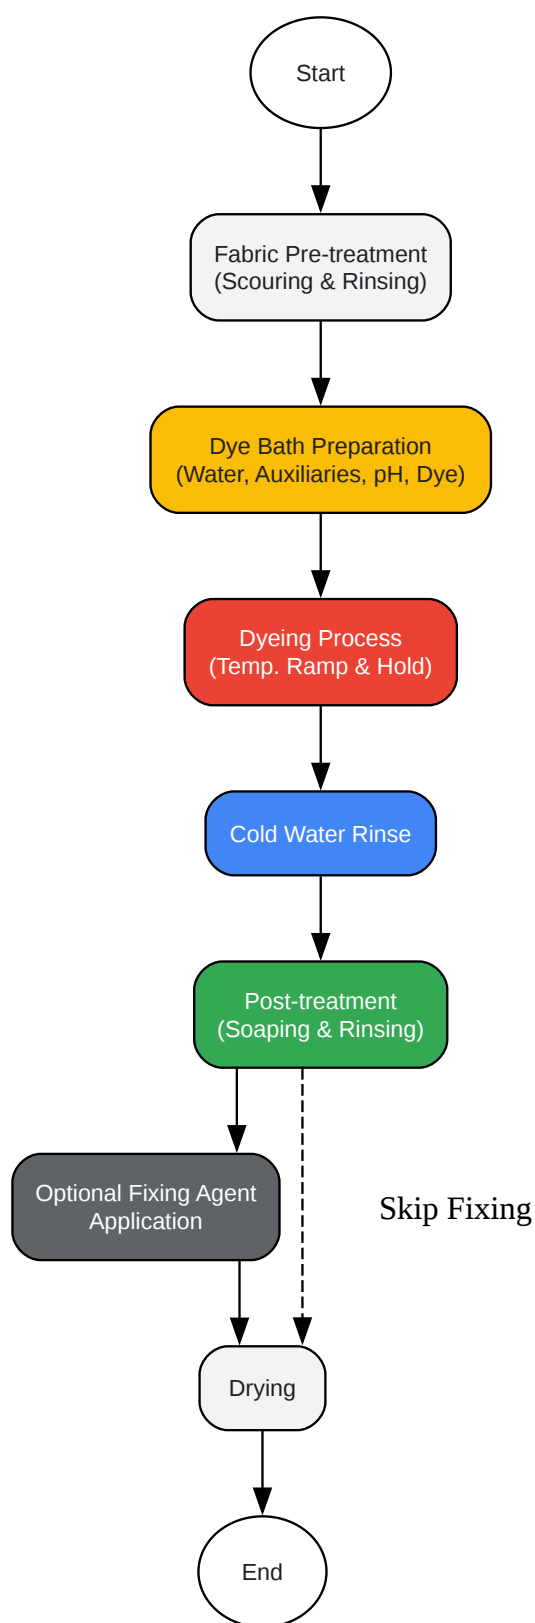 Start
Fabric Pre-treatment
(Scouring & Rinsing)
Dye Bath Preparation
(Water, Auxiliaries, pH, Dye)
Dyeing Process
(Temp. Ramp & Hold)
Cold Water Rinse
Post-treatment
(Soaping & Rinsing)
Optional Fixing Agent
Application
Skip Fixing
Drying
End